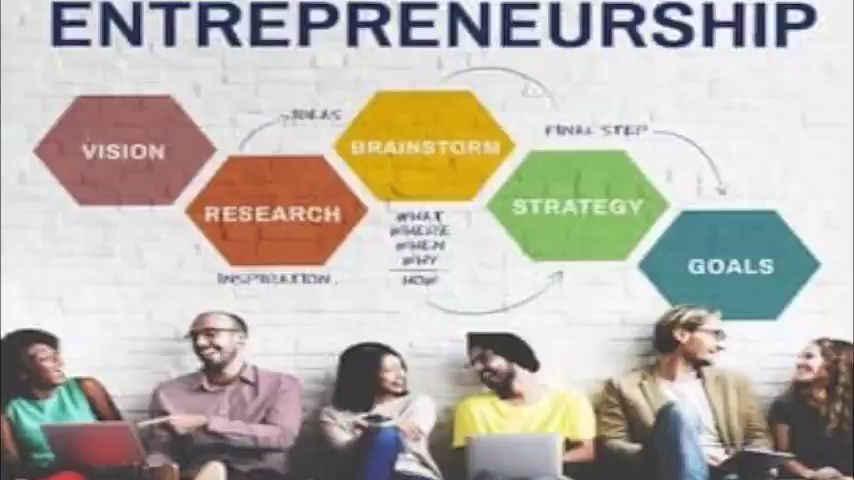 ENTREPRENEURSHIP
VISION
RESEARCH
IDEAS
BRAINSTORM
FINAL STEP
STRATEGY
GOALS
INSPIRATION
WHAT
WHERE
WHEN
WHY
HOW